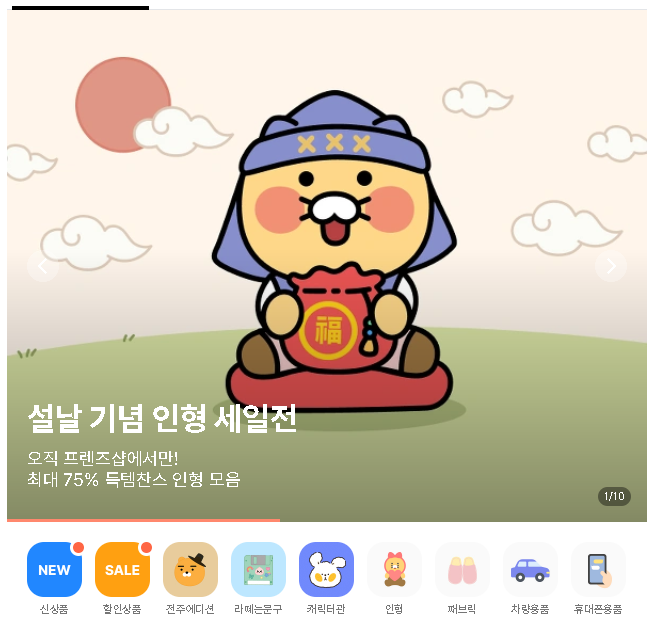 福
설날 기념 인형 세일전
오직 프렌즈샵에서만!
최대 75% 득템찬스 인형 모음
1/10
NEW
SALE
신상품
할인상품
전주에디션
라떼는문구
캐릭터관
인형
패브릭
차량용품
휴대폰용품